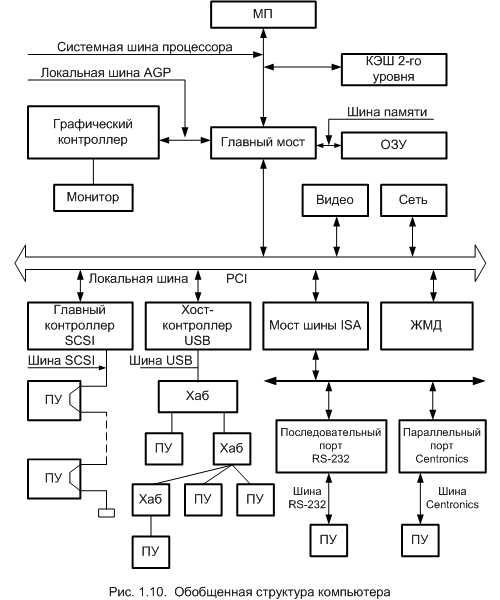 МП
Системная шина процессора
КЭШ 2-го
уровня
Локальная шина AGP
Шина памяти
Графический
контроллер
Главный мост
ОЗУ
Монитор
Видео
Сеть
Локальная шина PCI
Главный
контроллер
SCSI
Хост-
контроллер
USB
Мост шины ISA
ЖМД
Шина SCSI
Шина USB
ПУ
Хаб
ПУ
Хаб
Последовательный
порт
RS-232
Параллельный
порт
Centronics
ПУ
Хаб
ПУ
ПУ
Шина
RS-232
Шина
Centronics
ПУ
ПУ
ПУ
Рис. 1.10. Обобщенная структура компьютера